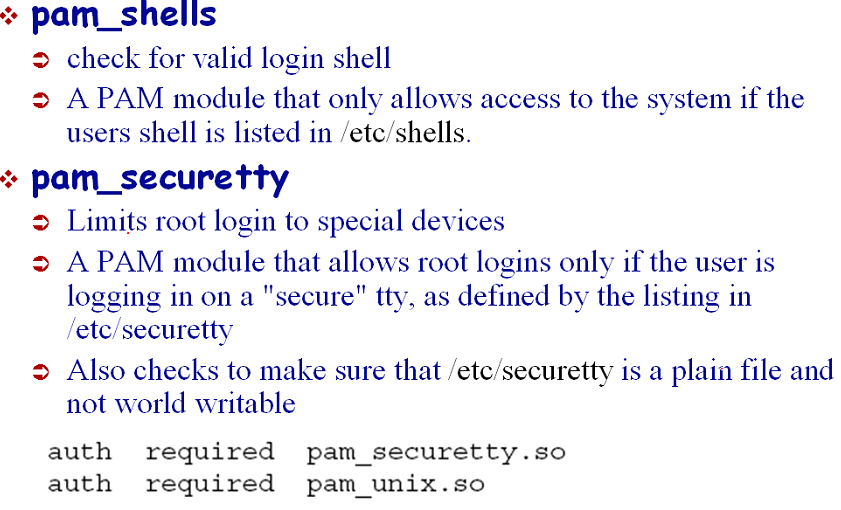 pam_shells
check for valid login shell
A PAM module that only allows access to the system if the
users shell is listed in /etc/shells.
pam_securetty
Limits root login to special devices
A PAM module that allows root logins only if the user is
logging in on a "secure" tty, as defined by the listing in
/etc/securetty
Also checks to make sure that /etc/securetty is a plain file and
not world writable
auth required pam_securetty.so
auth required pam_unix.so